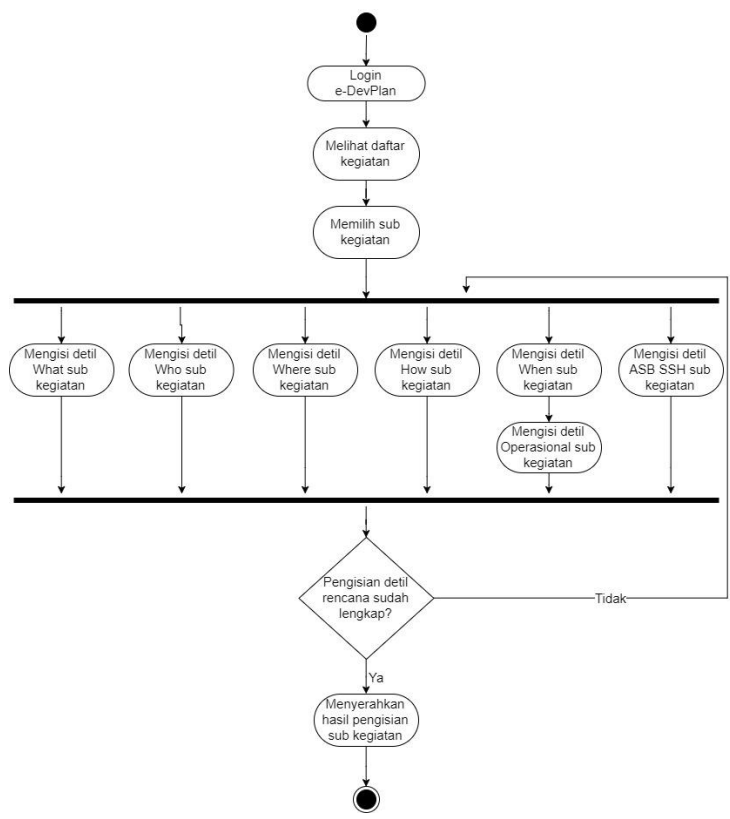 Login
e-DevPlan
Melihat daftar
kegiatan
Memilih sub
kegiatan
Mengisi detil
What sub
kegiatan
Mengisi detil
Who sub
kegiatan
Mengisi detil
Where sub
kegiatan
Mengisi detil
How sub
kegiatan
Mengisi detil
When sub
kegiatan
Mengisi detil
ASB SSH sub
kegiatan
Mengisi detil
Operasional sub
kegiatan
Pengisian detil
rencana sudah
lengkap?
Tidak
Ya
Menyerahkan
hasil pengisian
sub kegiatan